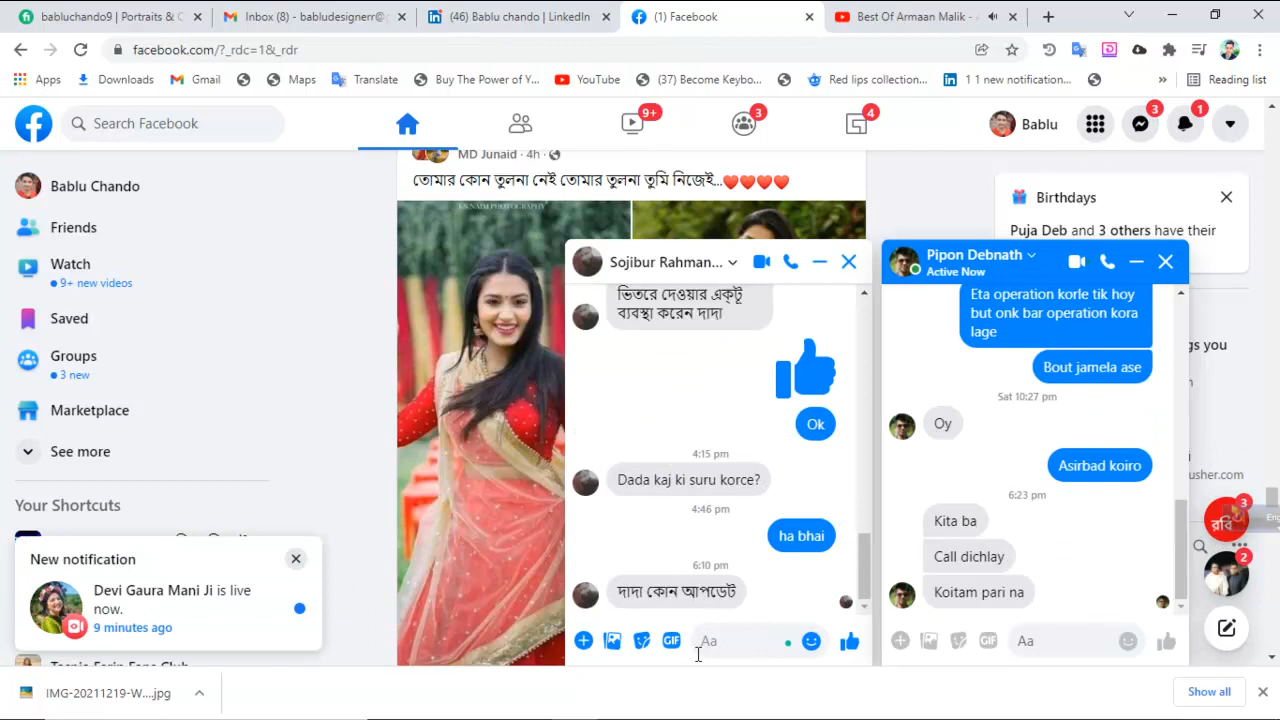 babluchando9 | Portraits & C
Inbox (8) - babludesignerr@g
(46) Bablu chando | LinkedIn
(1) Facebook
Best Of Armaan Malik -
facebook.com/?_rdc=1&_rdr
Apps
Downloads
Gmail
Maps
Translate
Buy The Power of Y...
YouTube
(37) Become Keybo...
Red lips collection...
1 1 new notification...
»
Reading list
Search Facebook
9+
3
4
Bablu
3
1
Bablu Chando
Friends
Watch
9+ new videos
Saved
Groups
3 new
Marketplace
See more
Your Shortcuts
New notification
Devi Gaura Mani Ji is live
now.
9 minutes ago
MD Junaid · 4h ·
তোমার কোন তুলনা নেই তোমার তুলনা তুমি নিজেই...❤️❤️❤️❤️
Birthdays
Puja Deb and 3 others have their
gs you
usher.com
Sojibur Rahman...
ভিতরে দেওয়ার একটু
ব্যবস্থা করেন দাদা
Ok
4:15 pm
Dada kaj ki suru korce?
4:46 pm
ha bhai
6:10 pm
দাদা কোন আপডেট
GIF
Aa
Pipon Debnath
Active Now
Eta operation korle tik hoy
but onk bar operation kora
lage
Bout jamela ase
Sat 10:27 pm
Oy
Asirbad koiro
6:23 pm
Kita ba
Call dichlay
Koitam pari na
GIF
Aa
3
রবি
Eng
2
IMG-20211219-W....jpg
Show all